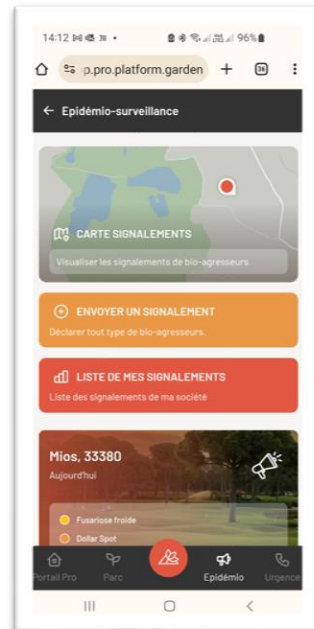 14:12
96%
p.pro.platform.garden
36
← Epidémio-surveillance
CARTE SIGNALEMENTS
Visualiser les signalements de bio-agresseurs
ENVOYER UN SIGNALEMENT
Déclarer tout type de bio-agresseurs.
LISTE DE MES SIGNALEMENTS
Liste des signalements de ma société
Mios, 33380
Aujourd'hui
Fusariose froide
Dollar Spot
Portail Pro Parc Epidémio Urgence